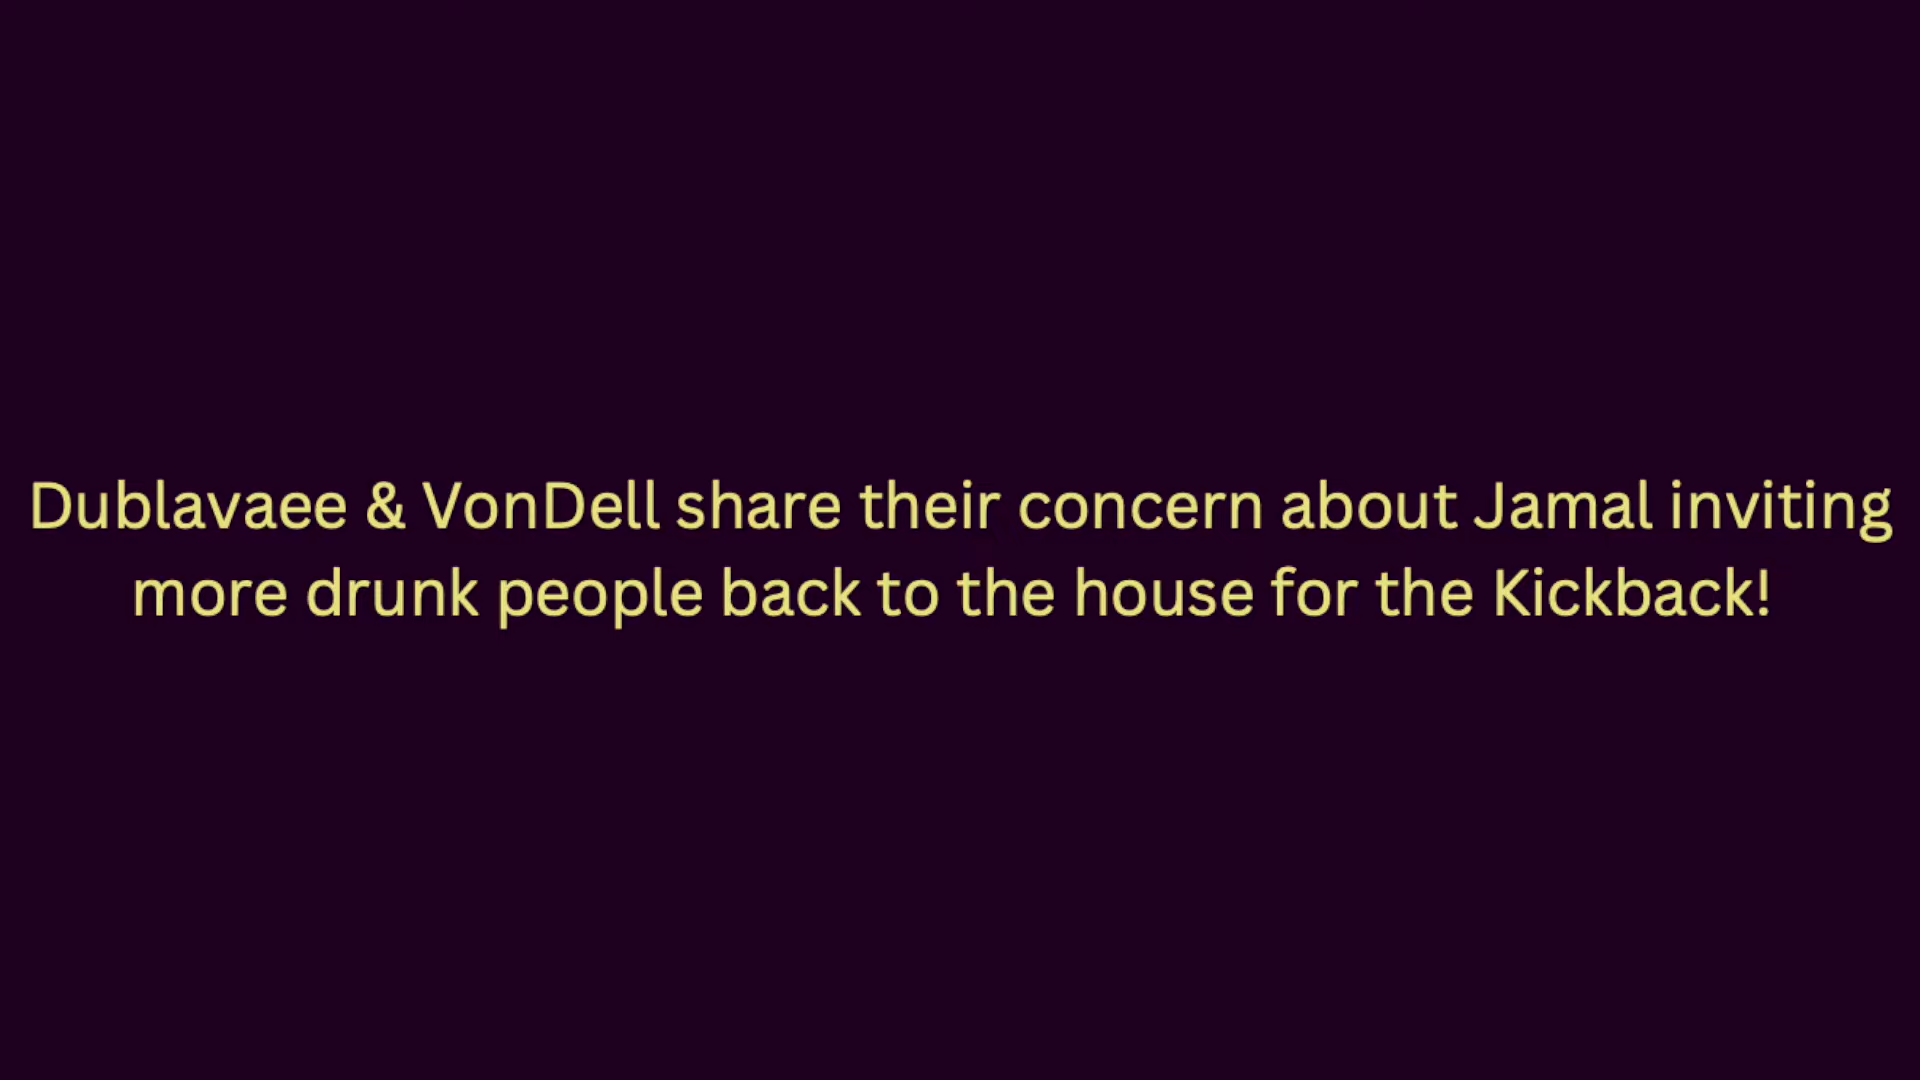 Dublavaee & VonDell share their concern about Jamal inviting
more drunk people back to the house for the Kickback!